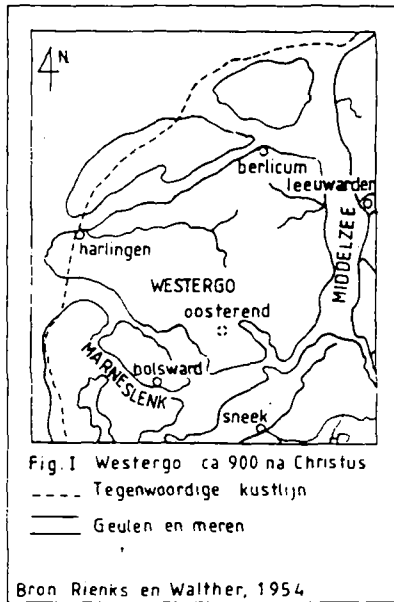 N
berlicum
leeuwarden
harlingen
MIDDELZEE
WESTERGO
oosterend
MARNESLENK
bolsward
sneek
Fig. I Westergo ca 900 na Christus
Tegenwoordige kustlijn
Geulen en meren
Bron Rienks en Walther, 1954